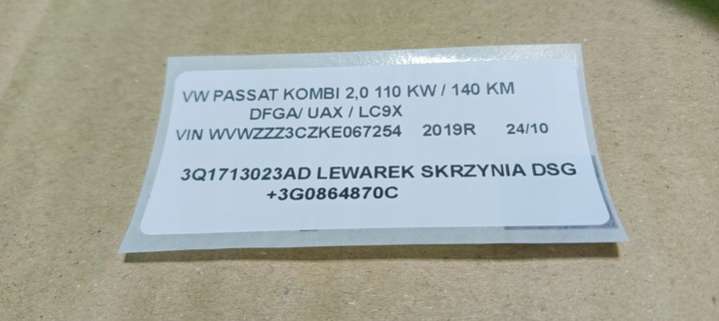 VW PASSAT KOMBI 2,0 110 KW / 140 KM
DFGA/ UAX / LC9X
VIN WVWZZZ3CZKE067254 2019R 24/10
3Q1713023AD LEWAREK SKRZYNIA DSG
+3G0864870C